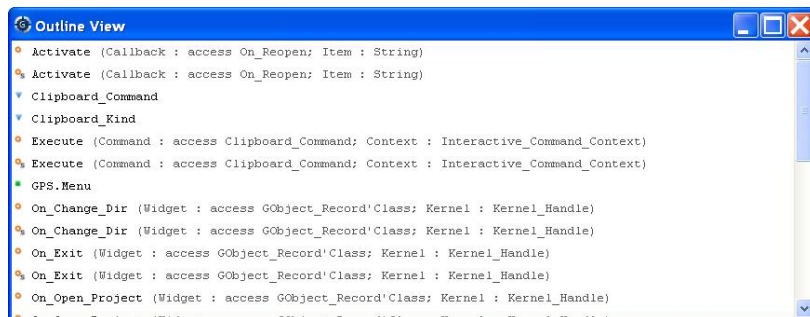 Outline View
Activate (Callback : access On_Reopen; Item : String)
Activate (Callback : access On_Reopen; Item : String)
Clipboard_Command
Clipboard_Kind
Execute (Command : access Clipboard_Command; Context : Interactive_Command_Context)
Execute (Command : access Clipboard_Command; Context : Interactive_Command_Context)
GPS.Menu
On_Change_Dir (Widget : access GObject_Record'Class; Kernel : Kernel_Handle)
On_Change_Dir (Widget : access GObject_Record'Class; Kernel : Kernel_Handle)
On_Exit (Widget : access GObject_Record'Class; Kernel : Kernel_Handle)
On_Exit (Widget : access GObject_Record'Class; Kernel : Kernel_Handle)
On_Open_Project (Widget : access GObject_Record'Class; Kernel : Kernel_Handle)